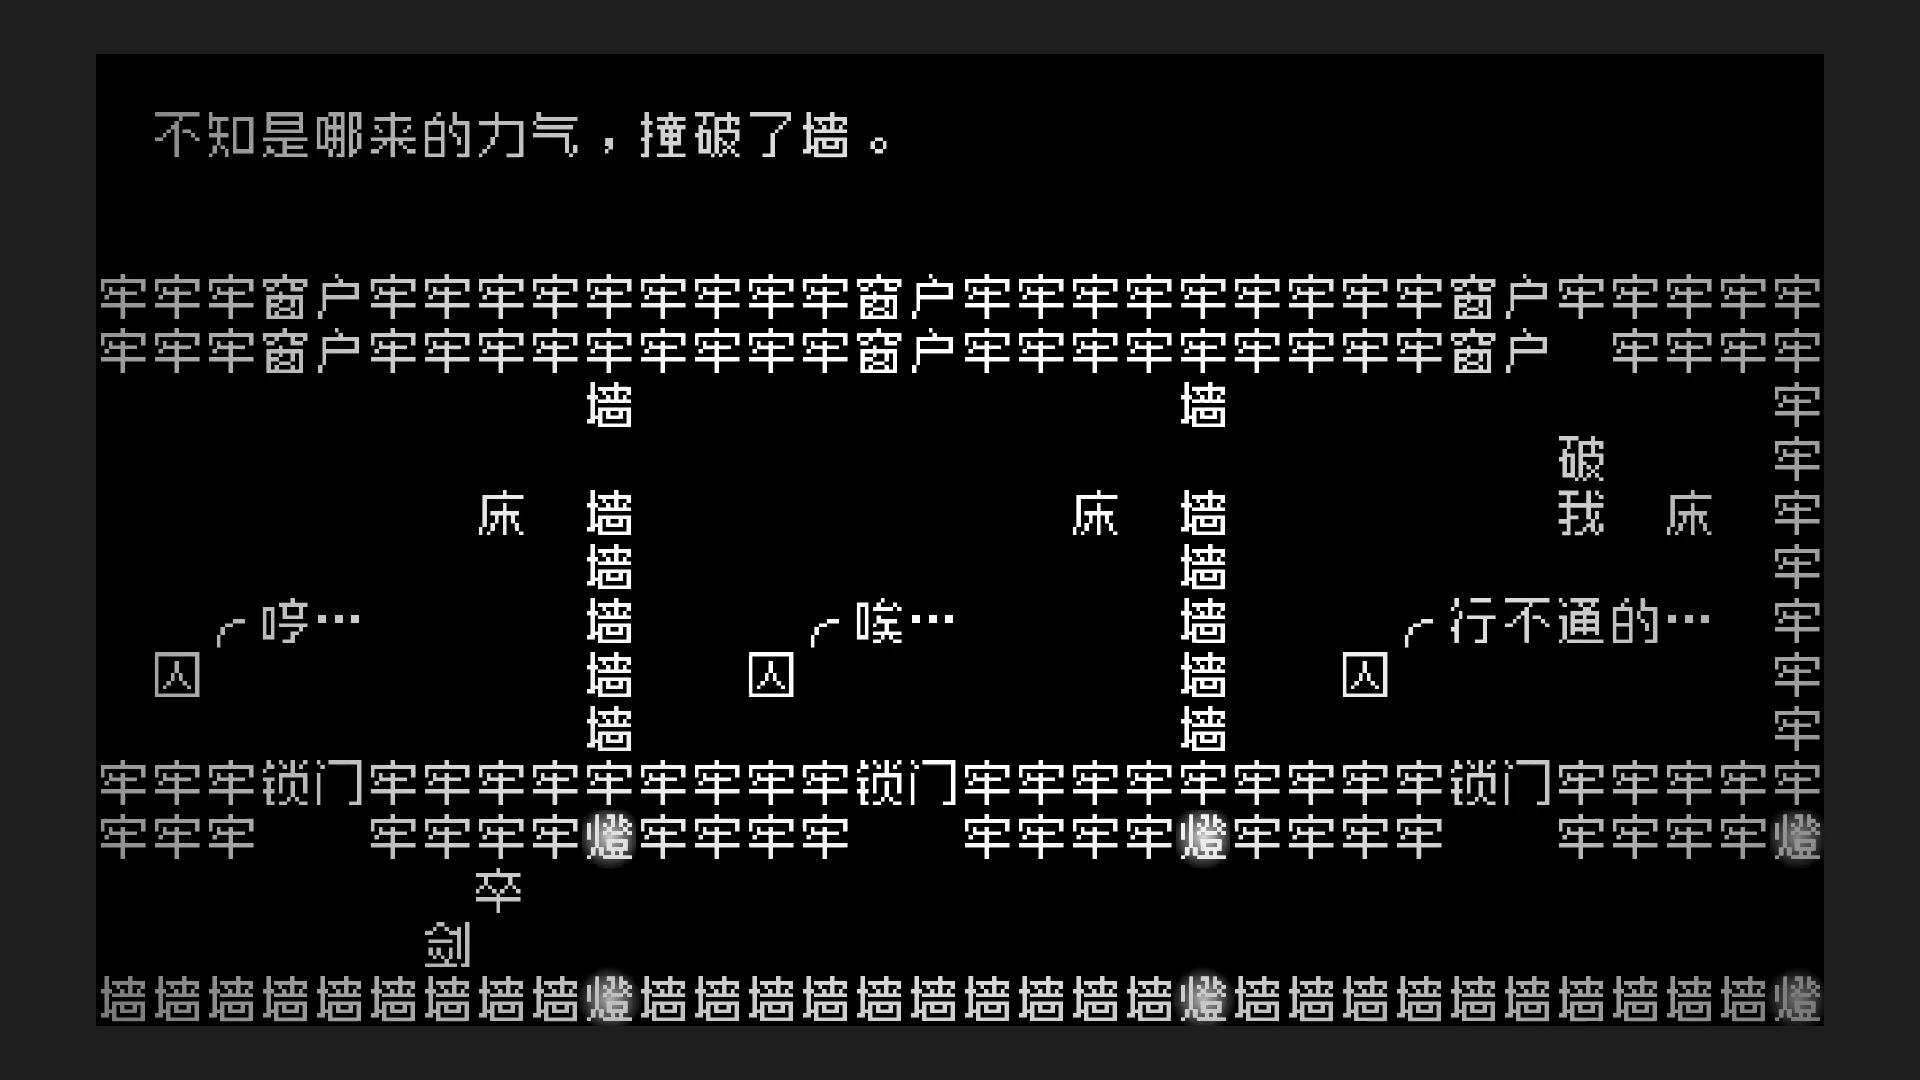 不知是哪来的力气，撞破了墙。
牢牢牢窗户牢牢牢牢牢牢牢牢牢窗户牢牢牢牢牢牢牢牢牢窗户牢牢牢牢牢
牢牢牢窗户牢牢牢牢牢牢牢牢牢窗户牢牢牢牢牢牢牢牢牢窗户 牢牢牢牢
墙 墙 牢
破 牢
床 墙 床 墙 我 床 牢
墙 墙 牢
哼… 墙 唉… 墙 行不通的… 牢
囚 墙 囚 墙 囚 牢
墙 墙 牢
牢牢牢锁门牢牢牢牢牢牢牢牢牢锁门牢牢牢牢牢牢牢牢牢锁门牢牢牢牢牢
牢牢牢 牢牢牢牢燈牢牢牢牢 牢牢牢牢燈牢牢牢牢 牢牢牢牢燈
卒
剑
墙墙墙墙墙墙墙墙墙燈墙墙墙墙墙墙墙墙墙墙燈墙墙墙墙墙墙墙墙墙墙燈